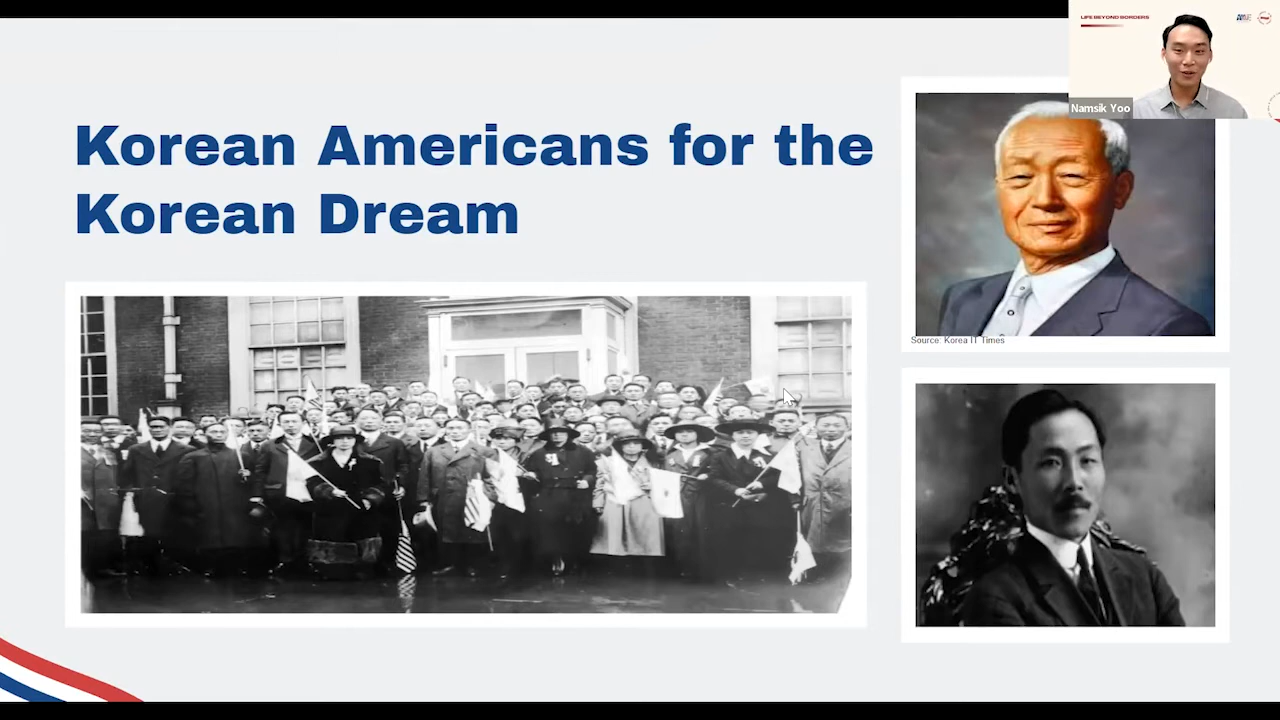 LIFE BEYOND BORDERS
Namsik Yoo
Korean Americans for the
Korean Dream
Source: Korea IT Times